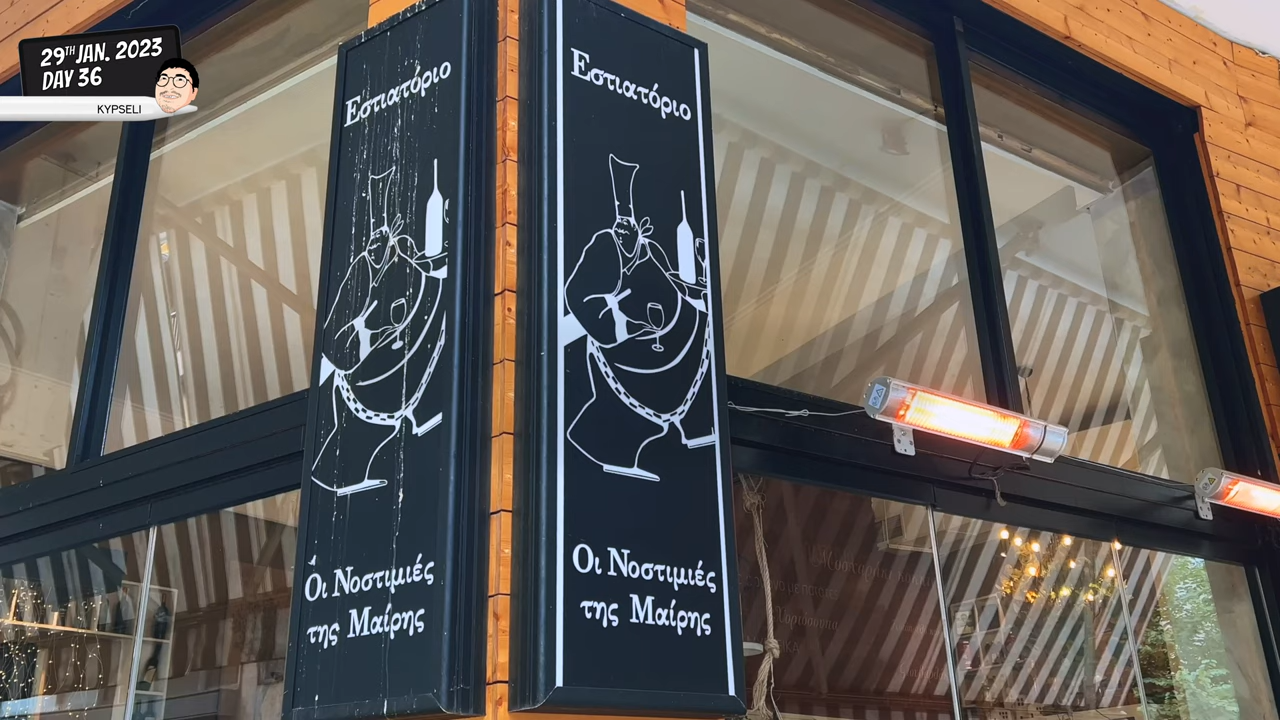 29TH JAN. 2023
DAY 36
KYPSELI
Εστιατόριο
Οι Νοστιμιές
της Μαίρης
Εστιατόριο
Οι Νοστιμιές
της Μαίρης